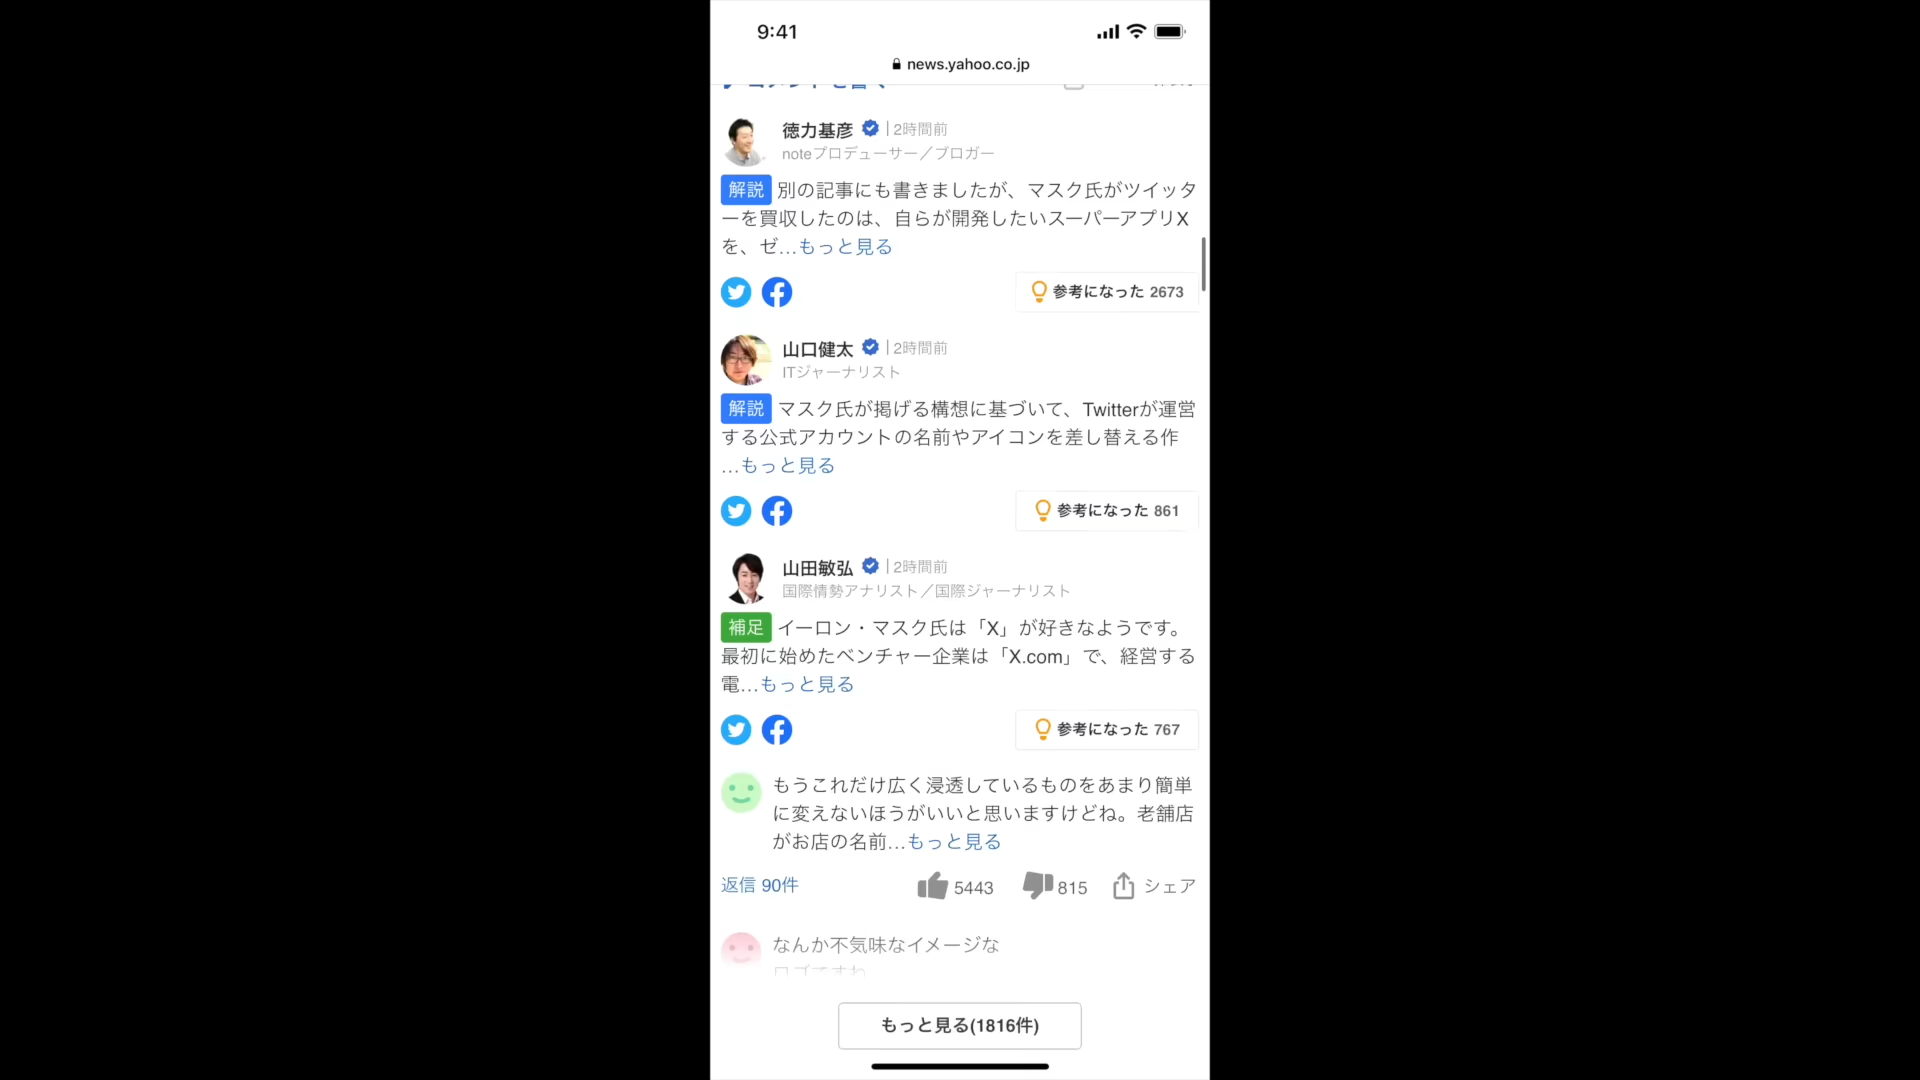 9:41
news.yahoo.co.jp
コメントを書く
徳力基彦 | 2時間前
noteプロデューサー／ブロガー
解説 別の記事にも書きましたが、マスク氏がツイッタ
ーを買収したのは、自らが開発したいスーパーアプリX
を、ゼ…もっと見る
参考になった 2673
山口健太 | 2時間前
ITジャーナリスト
解説 マスク氏が掲げる構想に基づいて、Twitterが運営
する公式アカウントの名前やアイコンを差し替える作
…もっと見る
参考になった 861
山田敏弘 | 2時間前
国際情勢アナリスト／国際ジャーナリスト
補足 イーロン・マスク氏は「X」が好きなようです。
最初に始めたベンチャー企業は「X.com」で、経営する
電…もっと見る
参考になった 767
もうこれだけ広く浸透しているものをあまり簡単
に変えないほうがいいと思いますけどね。老舗店
がお店の名前…もっと見る
返信 90件 5443 815 シェア
なんか不気味なイメージな
ロゴですね
もっと見る(1816件)